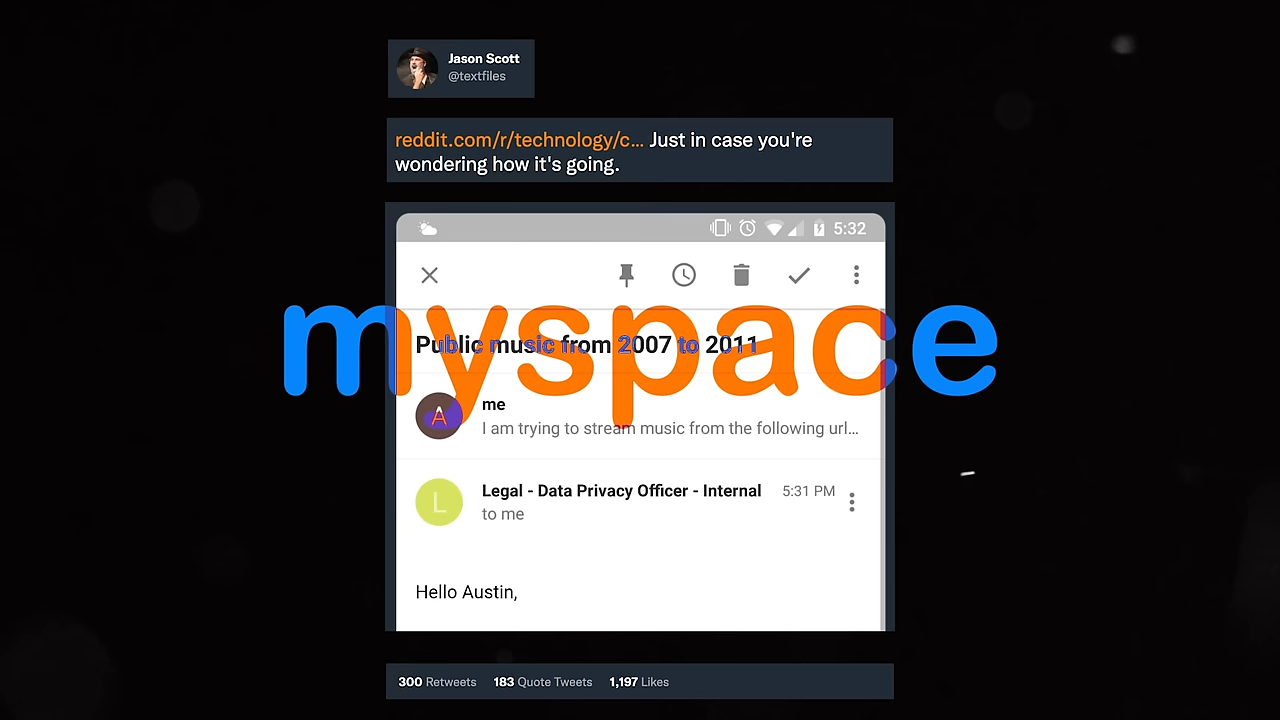 Jason Scott
@textfiles
reddit.com/r/technology/c... Just in case you're
wondering how it's going.
5:32
myspace
Public music from 2007 to 2011
A
me
I am trying to stream music from the following url...
L
Legal - Data Privacy Officer - Internal
5:31 PM
to me
Hello Austin,
300 Retweets 183 Quote Tweets 1,197 Likes